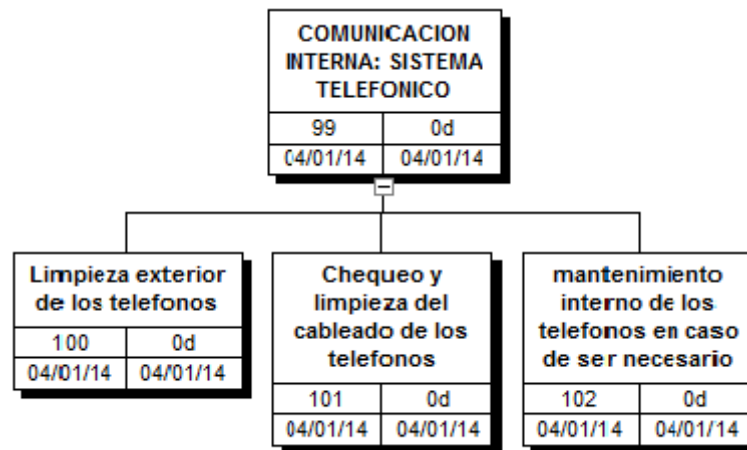 COMUNICACION
INTERNA: SISTEMA
TELEFONICO
99 0d
04/01/14 04/01/14
Limpieza exterior
de los telefonos
100 0d
04/01/14 04/01/14
Chequeo y
limpieza del
cableado de los
telefonos
101 0d
04/01/14 04/01/14
mantenimiento
interno de los
telefonos en caso
de ser necesario
102 0d
04/01/14 04/01/14